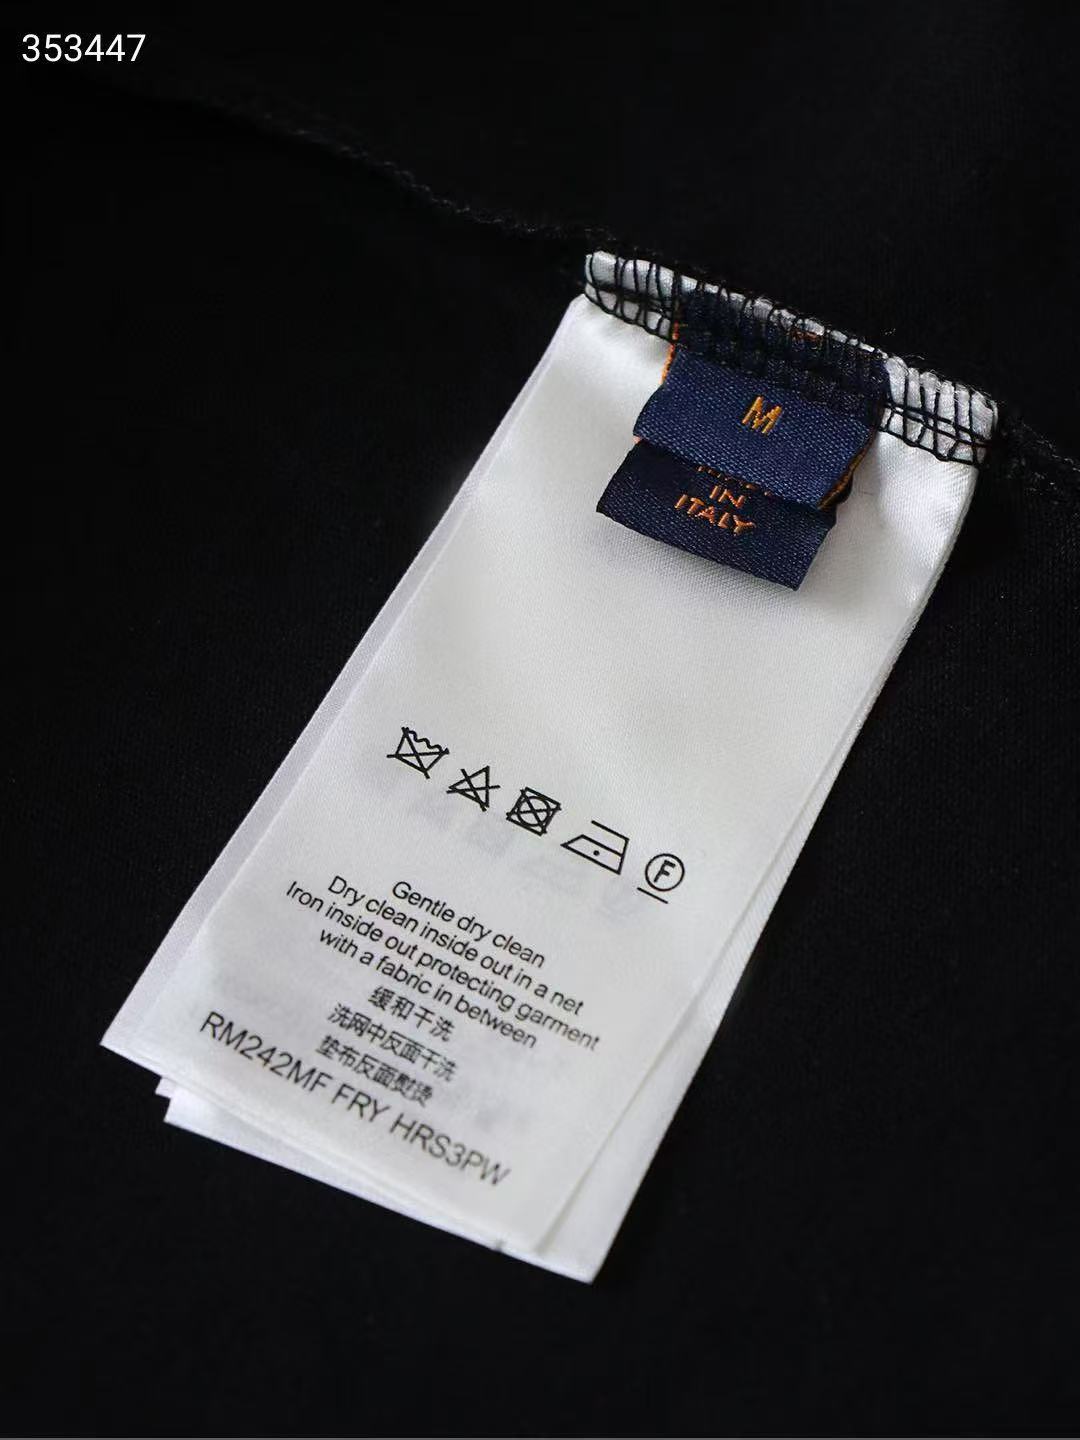 353447
M
IN
ITALY
F
Gentle dry clean
Dry clean inside out in a net
Iron inside out protecting garment
with a fabric in between
缓和干洗
洗网中反面干洗
垫布反面熨烫
RM242MF FRY HRS3PW